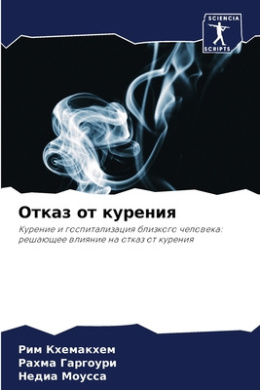 SCIENCIA
SCRIPTS
Отказ от курения
Курение и госпитализация близкого человека:
решающее влияние на отказ от курения
Рим Кхемакхем
Рахма Гаргоури
Недиа Моусса